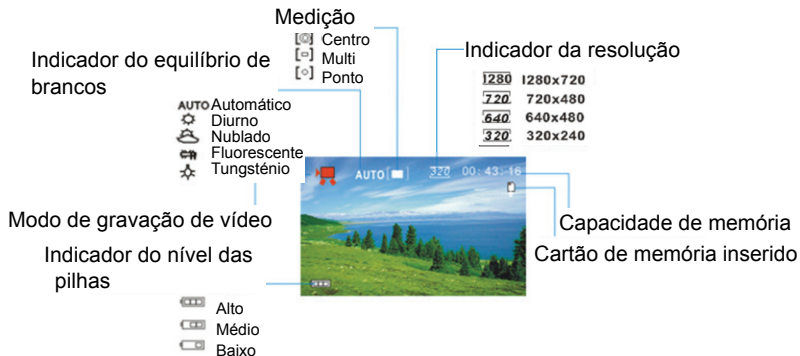 Medição
Centro
Multi
Ponto
Indicador do equilíbrio de
brancos
AUTO Automático
Diurno
Nublado
Fluorescente
Tungsténio
Indicador da resolução
1280 1280x720
720 720x480
640 640x480
320 320x240
AUTO 320 00: 43: 16
Modo de gravação de vídeo
Capacidade de memória
Indicador do nível das
pilhas
Cartão de memória inserido
Alto
Médio
Baixo